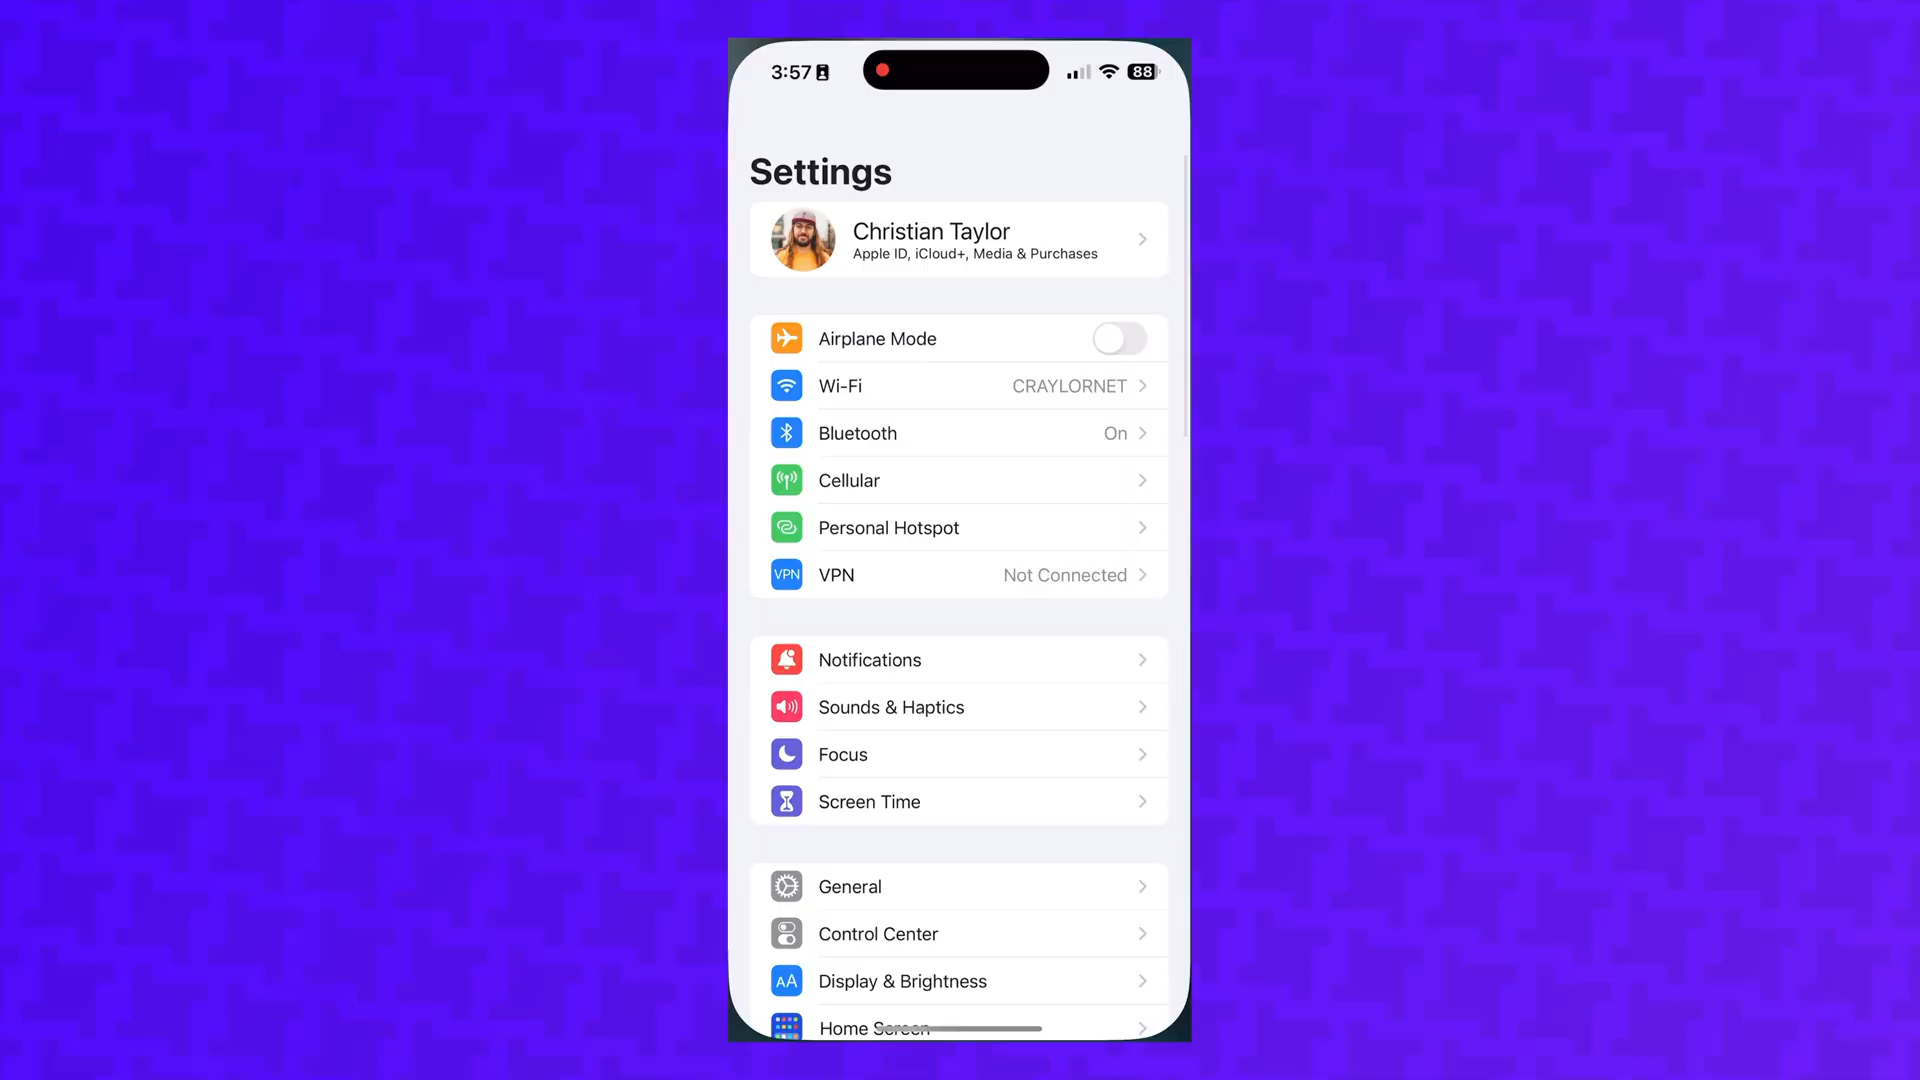 3:57
88
Settings
Christian Taylor
Apple ID, iCloud+, Media & Purchases
Airplane Mode
Wi-Fi CRAYLORNET
Bluetooth On
Cellular
Personal Hotspot
VPN VPN Not Connected
Notifications
Sounds & Haptics
Focus
Screen Time
General
Control Center
AA Display & Brightness
Home Screen